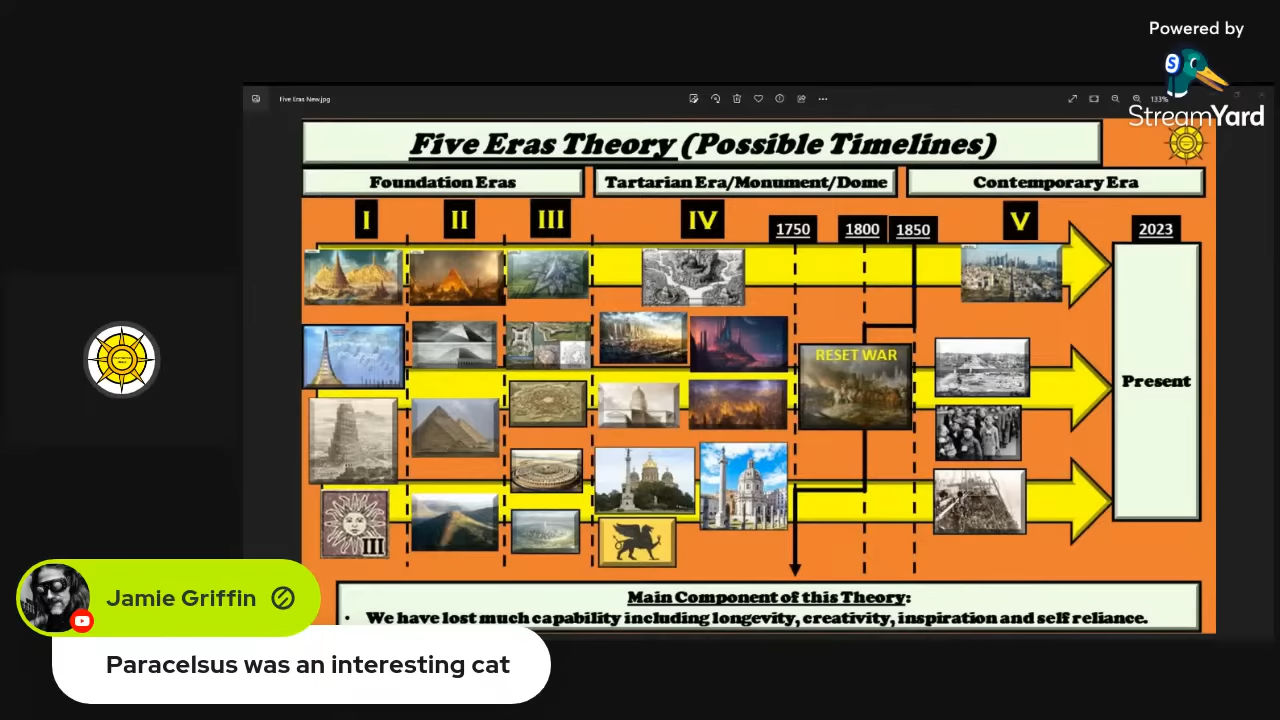 Powered by
S
StreamYard
Five Eras New.jpg
133%
Five Eras Theory (Possible Timelines)
Foundation Eras
Tartarian Era/Monument/Dome
Contemporary Era
I
II
III
IV
1750
1800
1850
V
2023
RESET WAR
Present
III
Main Component of this Theory:
· We have lost much capability including longevity, creativity, inspiration and self reliance.
Jamie Griffin
Paracelsus was an interesting cat